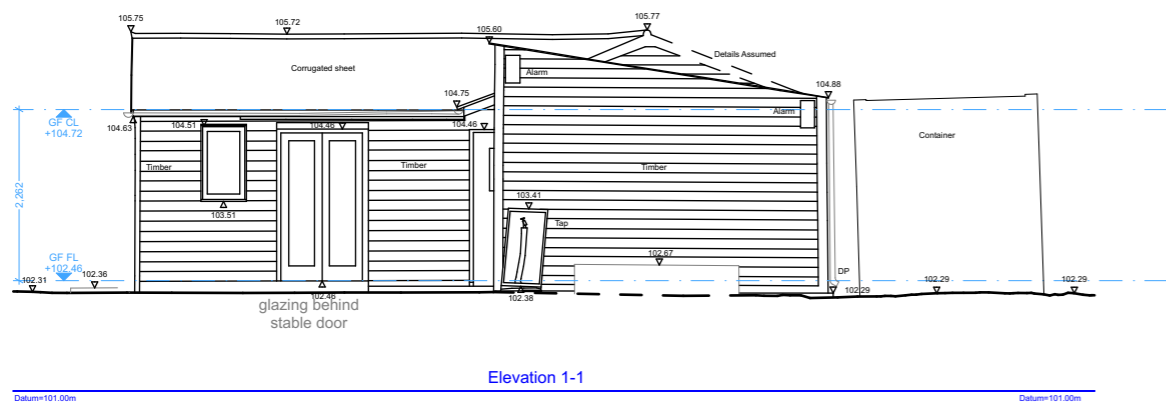 105.75
105.72
105.60
105.77
Details Assumed
Corrugated sheet
Alarm
104.88
104.75
Alarm
GF CL
+104.72
104.63
104.51
104.46
104.46
Container
Timber
Timber
Timber
2,262
103.51
103.41
Tap
GF FL
+102.46
102.67
102.31
102.36
DP
102.46
102.38
102.29
102.29
102.29
glazing behind
stable door
Elevation 1-1
Datum=101.00m
Datum=101.00m